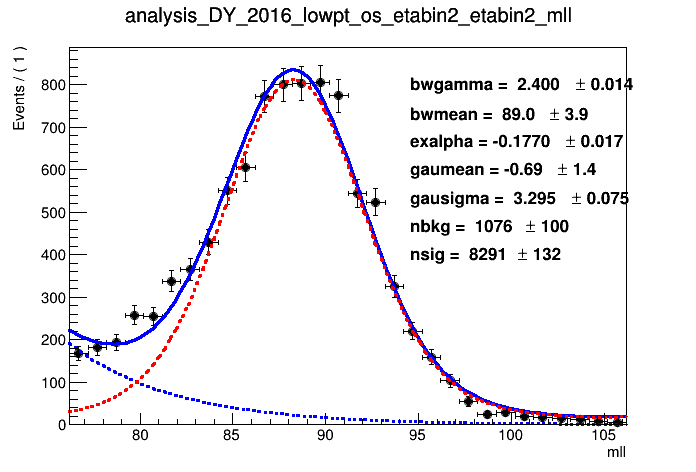 analysis_DY_2016_lowpt_os_etabin2_etabin2_mll
Events / ( 1 )
800
700
600
500
400
300
200
100
0
bwgamma = 2.400 ± 0.014
bwmean = 89.0 ± 3.9
exalpha = -0.1770 ± 0.017
gaumean = -0.69 ± 1.4
gausigma = 3.295 ± 0.075
nbkg = 1076 ± 100
nsig = 8291 ± 132
80 85 90 95 100 105
mll